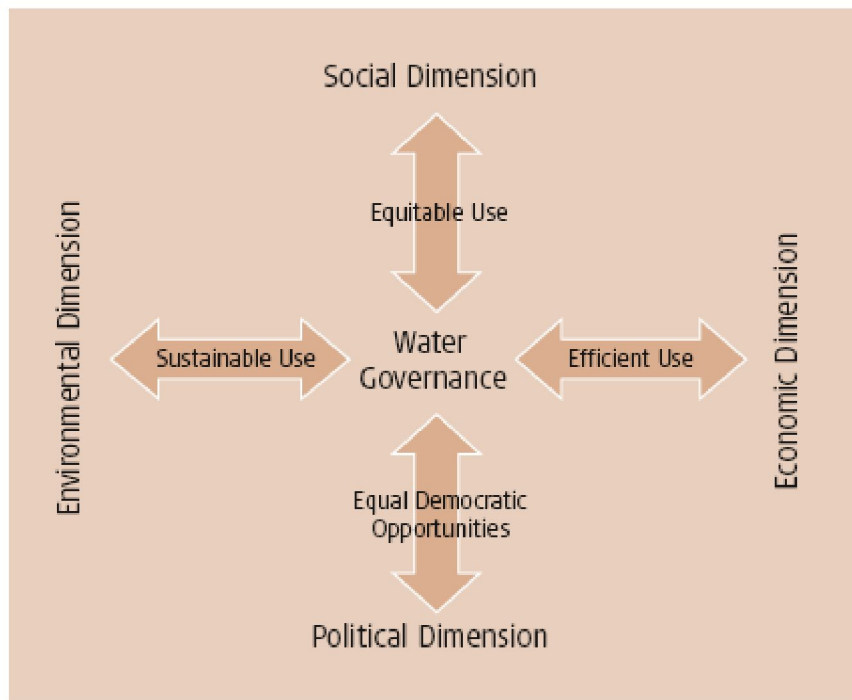 Social Dimension
Equitable Use
Environmental Dimension
Sustainable Use
Water
Governance
Efficient Use
Economic Dimension
Equal Democratic
Opportunities
Political Dimension